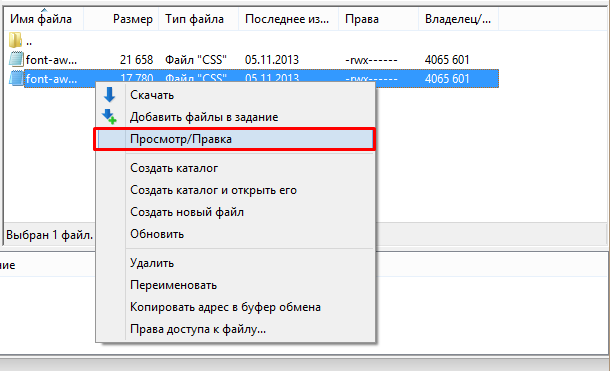 Имя файла Размер Тип файла Последнее из... Права Владелец/...
..
font-aw... 21 658 Файл "CSS" 05.11.2013 -rwx------ 4065 601
font-aw... 17 780 Файл "CSS" 05.11.2013 -rwx------ 4065 601
Скачать
Добавить файлы в задание
Просмотр/Правка
Создать каталог
Создать каталог и открыть его
Создать новый файл
Обновить
Выбран 1 файл.
Удалить
ние
Переименовать
Копировать адрес в буфер обмена
Права доступа к файлу...